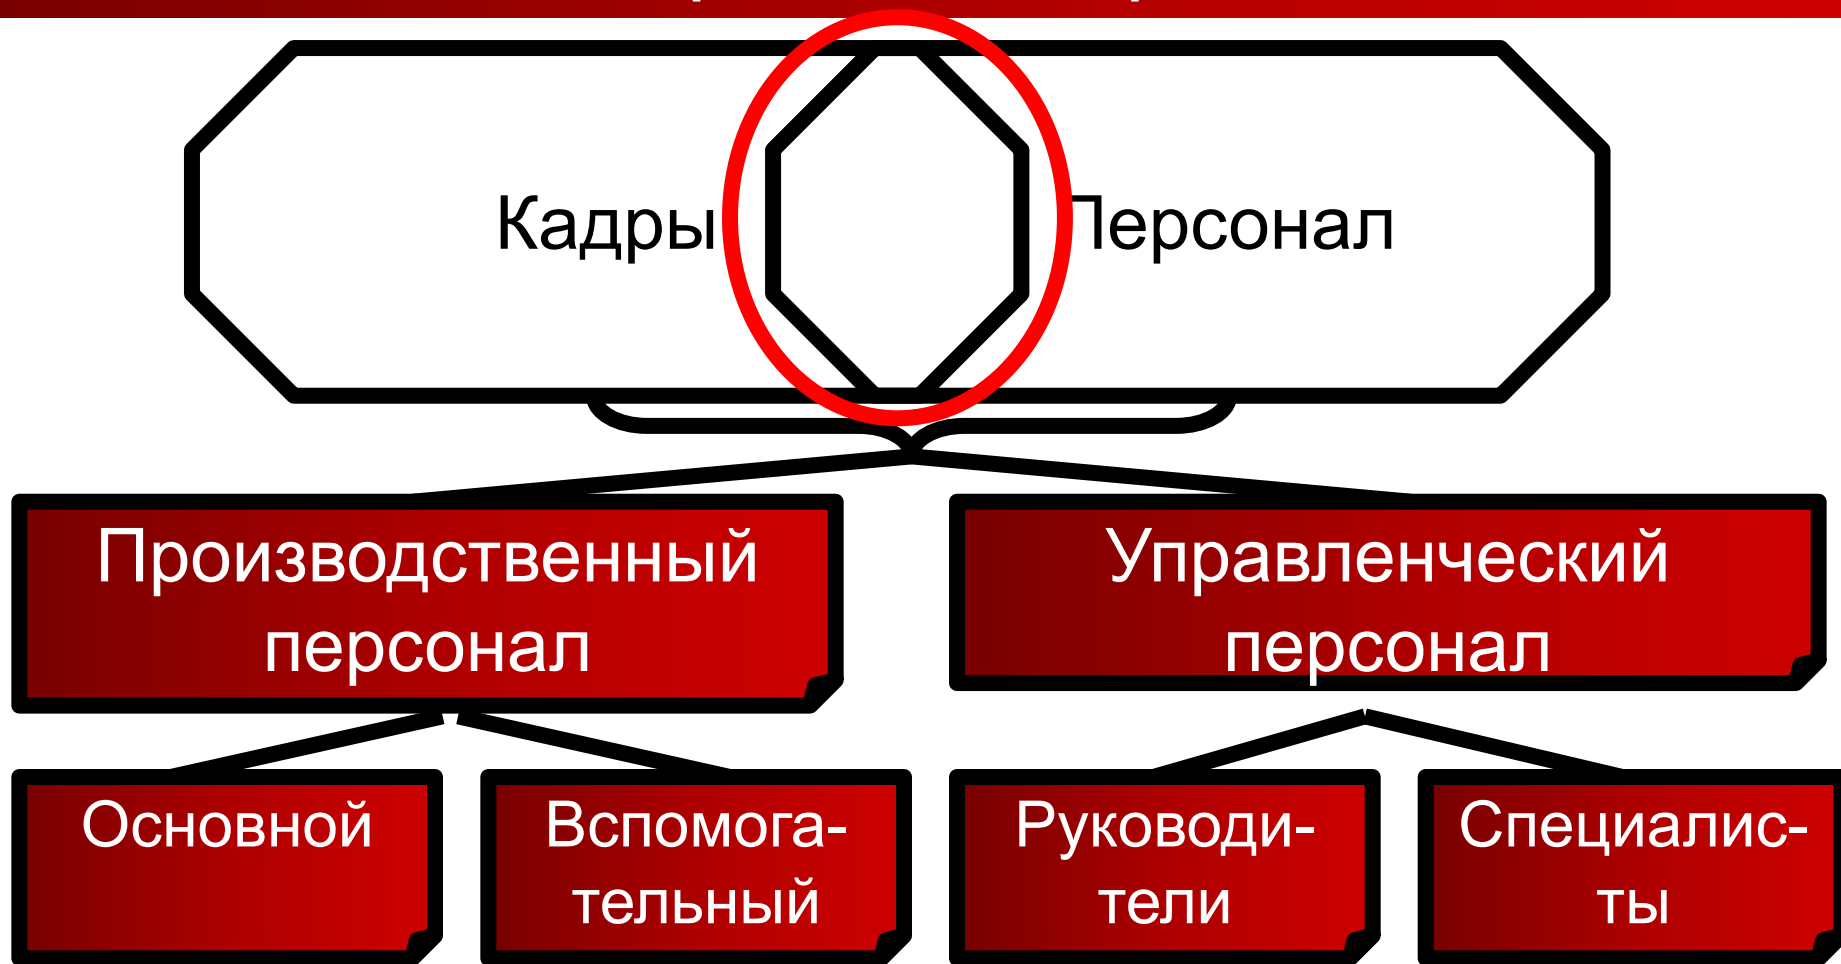 Кадры
Персонал
Производственный
персонал
Управленческий
персонал
Основной
Вспомога-
тельный
Руководи-
тели
Специалис-
ты